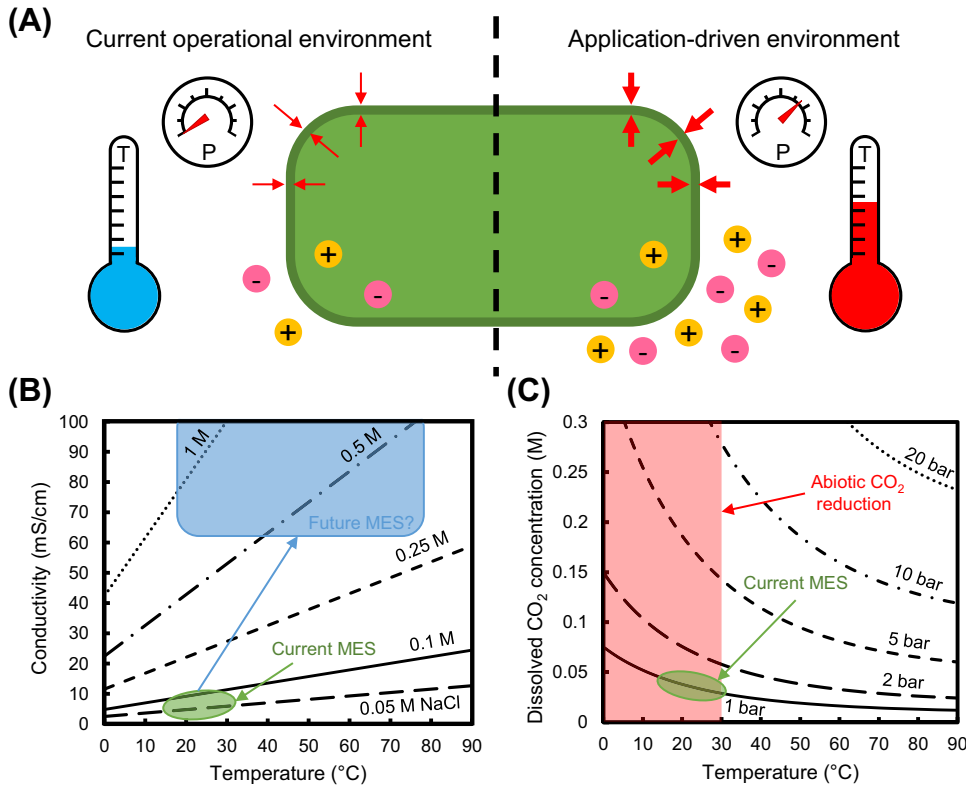 (A)
Current operational environment
Application-driven environment
P
P
T
T
+
-
-
+
+
+
-
-
-
+
+
+
-
-
(B)
100
90
80
70
60
50
40
30
20
10
0
Conductivity (mS/cm)
1 M
0.5 M
Future MES?
0.25 M
Current MES
0.1 M
0.05 M NaCl
0 10 20 30 40 50 60 70 80 90
Temperature (°C)
(C)
0.3
0.25
0.2
0.15
0.1
0.05
0
Dissolved CO₂ concentration (M)
20 bar
Abiotic CO₂
reduction
10 bar
Current MES
5 bar
2 bar
1 bar
0 10 20 30 40 50 60 70 80 90
Temperature (°C)